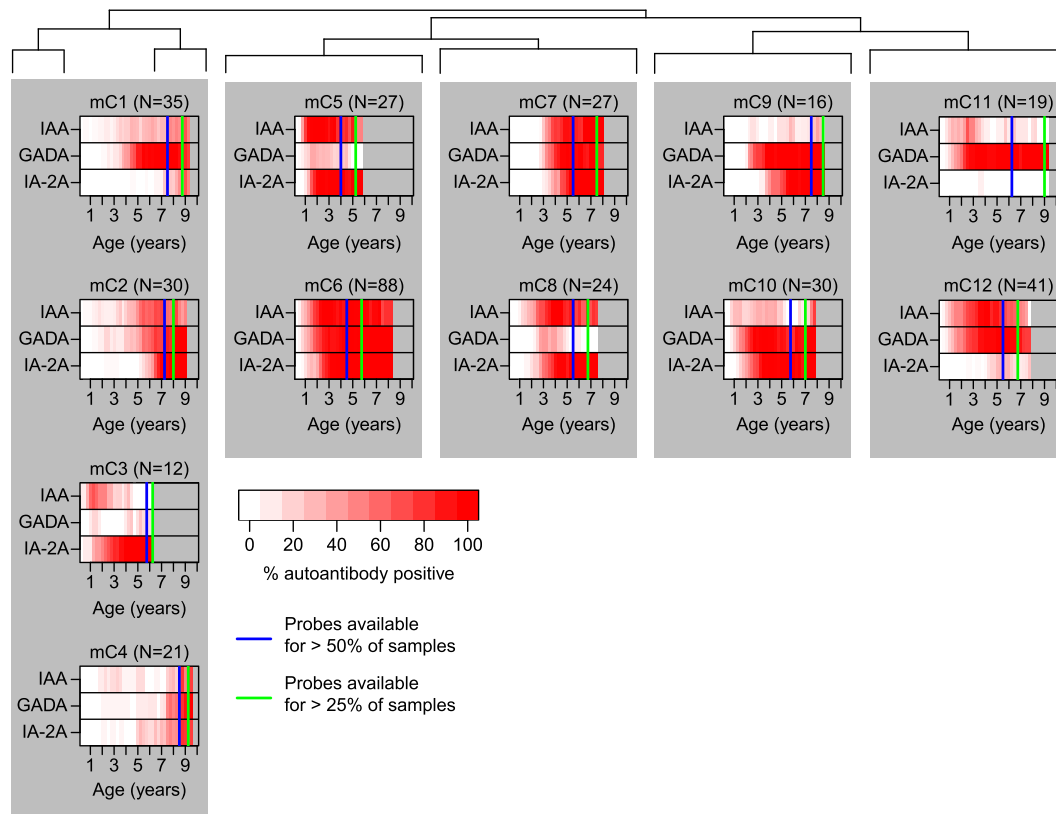 mC1 (N=35)
IAA
GADA
IA-2A
1 3 5 7 9
Age (years)
mC5 (N=27)
IAA
GADA
IA-2A
1 3 5 7 9
Age (years)
mC7 (N=27)
IAA
GADA
IA-2A
1 3 5 7 9
Age (years)
mC9 (N=16)
IAA
GADA
IA-2A
1 3 5 7 9
Age (years)
mC11 (N=19)
IAA
GADA
IA-2A
1 3 5 7 9
Age (years)
mC2 (N=30)
IAA
GADA
IA-2A
1 3 5 7 9
Age (years)
mC6 (N=88)
IAA
GADA
IA-2A
1 3 5 7 9
Age (years)
mC8 (N=24)
IAA
GADA
IA-2A
1 3 5 7 9
Age (years)
mC10 (N=30)
IAA
GADA
IA-2A
1 3 5 7 9
Age (years)
mC12 (N=41)
IAA
GADA
IA-2A
1 3 5 7 9
Age (years)
mC3 (N=12)
IAA
GADA
IA-2A
1 3 5 7 9
Age (years)
mC4 (N=21)
IAA
GADA
IA-2A
1 3 5 7 9
Age (years)
0 20 40 60 80 100
% autoantibody positive
Probes available
for > 50% of samples
Probes available
for > 25% of samples